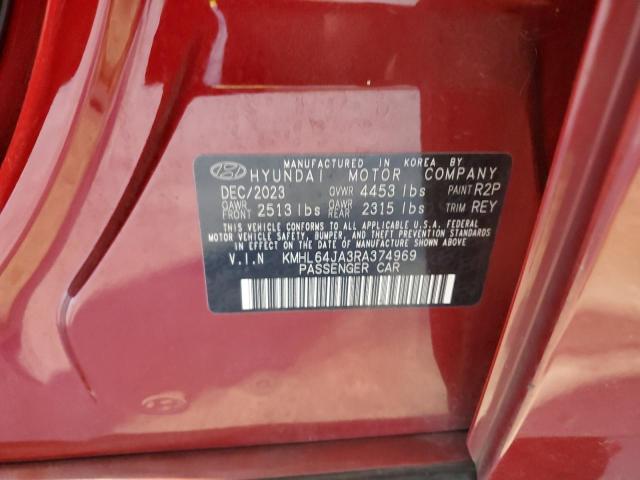 MANUFACTURED IN KOREA BY
HYUNDAI MOTOR COMPANY
DEC/2023 GVWR 4453 lbs PAINT R2P
GAWR FRONT 2513 lbs GAWR REAR 2315 lbs TRIM REY
THIS VEHICLE CONFORMS TO ALL APPLICABLE U.S.A. FEDERAL
MOTOR VEHICLE SAFETY, BUMPER, AND THEFT PREVENTION
STANDARDS IN EFFECT ON THE DATE OF MANUFACTURE SHOWN ABOVE.
V.I.N KMHL64JA3RA374969
PASSENGER CAR